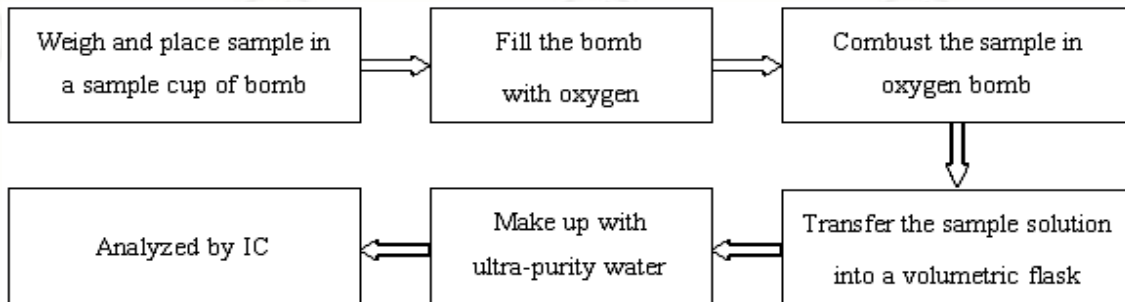 Weigh and place sample in
a sample cup of bomb
Fill the bomb
with oxygen
Combust the sample in
oxygen bomb
Transfer the sample solution
into a volumetric flask
Make up with
ultra-purity water
Analyzed by IC